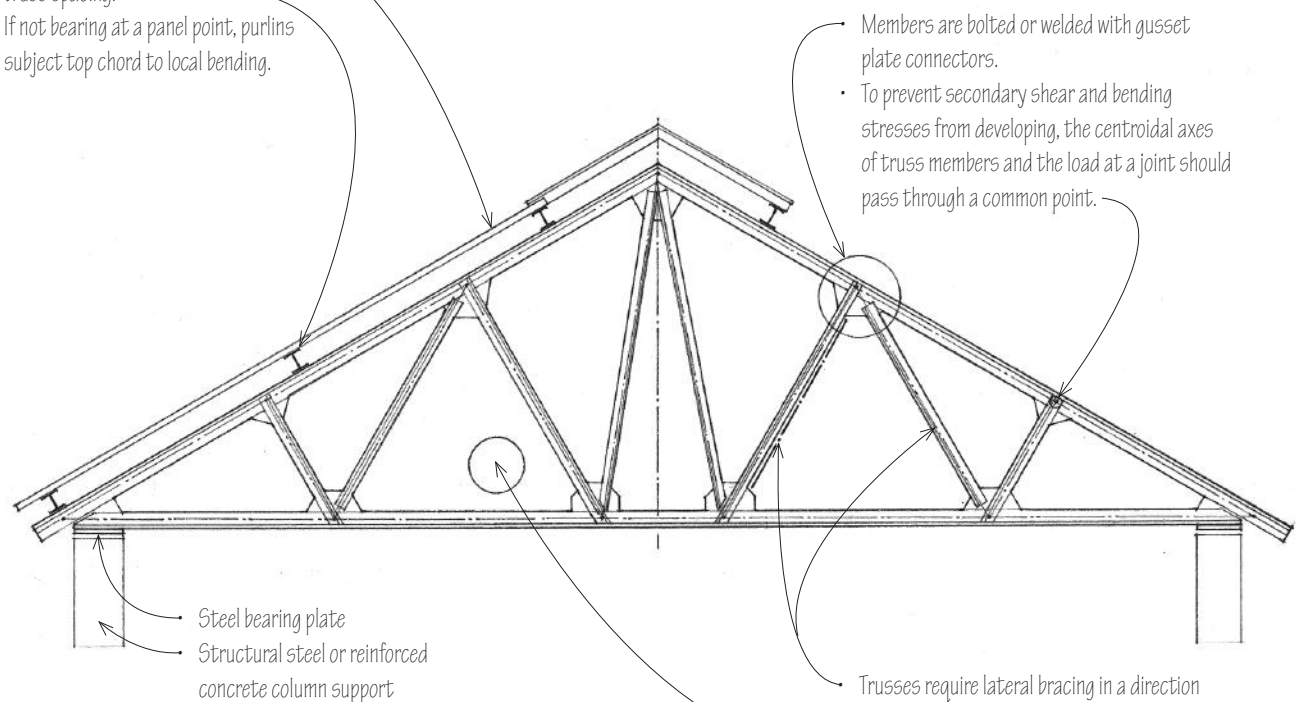 If not bearing at a panel point, purlins
subject top chord to local bending.
• Members are bolted or welded with gusset
plate connectors.
• To prevent secondary shear and bending
stresses from developing, the centroidal axes
of truss members and the load at a joint should
pass through a common point.
• Steel bearing plate
• Structural steel or reinforced
concrete column support
• Trusses require lateral bracing in a direction